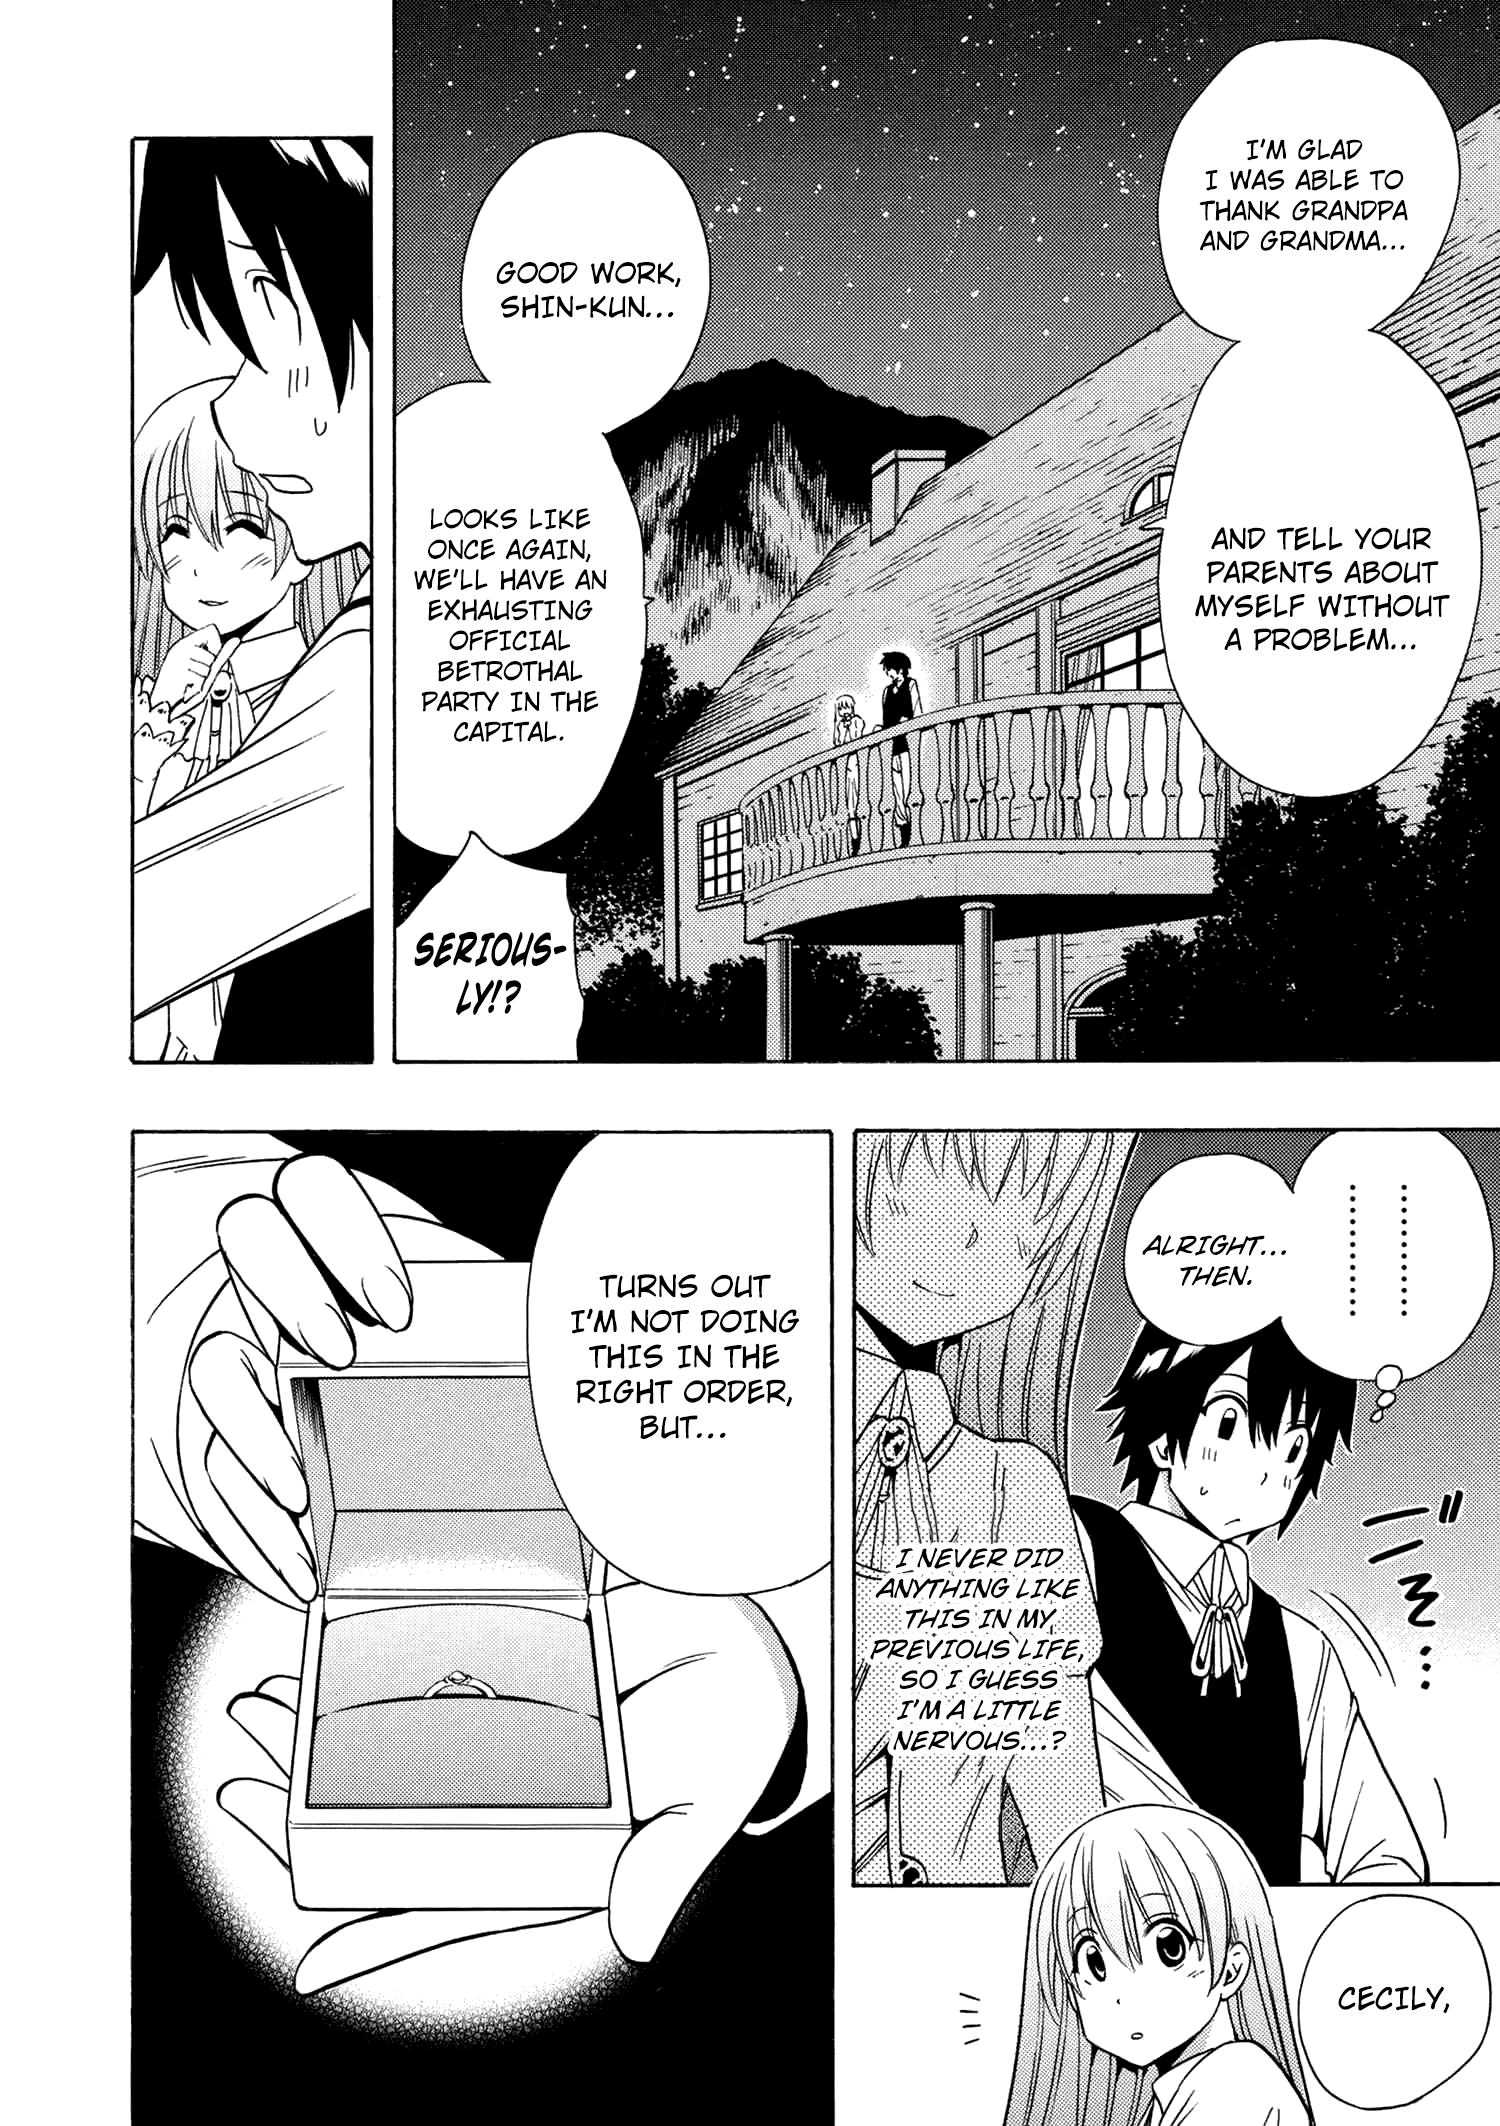 I'M GLAD
I WAS ABLE TO
THANK GRANDPA
AND GRANDMA...
AND TELL YOUR
PARENTS ABOUT
MYSELF WITHOUT
A PROBLEM...
GOOD WORK,
SHIN-KUN...
LOOKS LIKE
ONCE AGAIN,
WE'LL HAVE AN
EXHAUSTING
OFFICIAL
BETROTHAL
PARTY IN THE
CAPITAL.
SERIOUS-
LY!?
..........
..........
ALRIGHT...
THEN.
I NEVER DID
ANYTHING LIKE
THIS IN MY
PREVIOUS LIFE,
SO I GUESS
I'M A LITTLE
NERVOUS...?
CECILY,
TURNS OUT
I'M NOT DOING
THIS IN THE
RIGHT ORDER,
BUT...